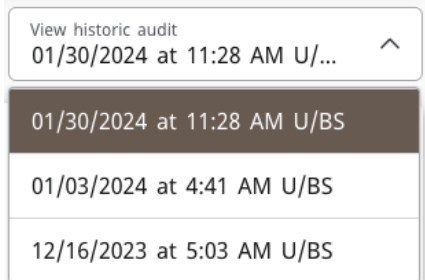 View historic audit
01/30/2024 at 11:28 AM U/...
01/30/2024 at 11:28 AM U/BS
01/03/2024 at 4:41 AM U/BS
12/16/2023 at 5:03 AM U/BS